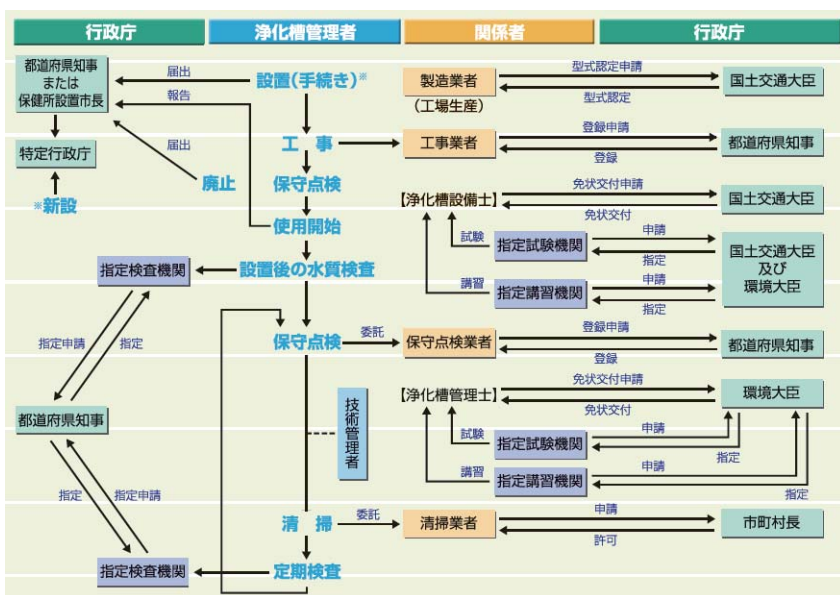 行政庁
浄化槽管理者
関係者
行政庁
都道府県知事
または
保健所設置市長
届出
設置(手続き)※
製造業者
(工場生産)
型式認定申請
型式認定
国土交通大臣
報告
特定行政庁
届出
工 事
工事業者
登録申請
登録
都道府県知事
廃止
※新設
保守点検
【浄化槽設備士】
免状交付申請
免状交付
国土交通大臣
使用開始
試験
指定試験機関
申請
指定
国土交通大臣
及び
環境大臣
指定検査機関
設置後の水質検査
講習
指定講習機関
申請
指定
指定申請
指定
保守点検
委託
保守点検業者
登録申請
登録
都道府県知事
技術管理者
【浄化槽管理士】
免状交付申請
免状交付
環境大臣
都道府県知事
試験
指定試験機関
申請
指定
講習
指定講習機関
申請
指定
指定
指定申請
清 掃
委託
清掃業者
申請
許可
市町村長
指定検査機関
定期検査